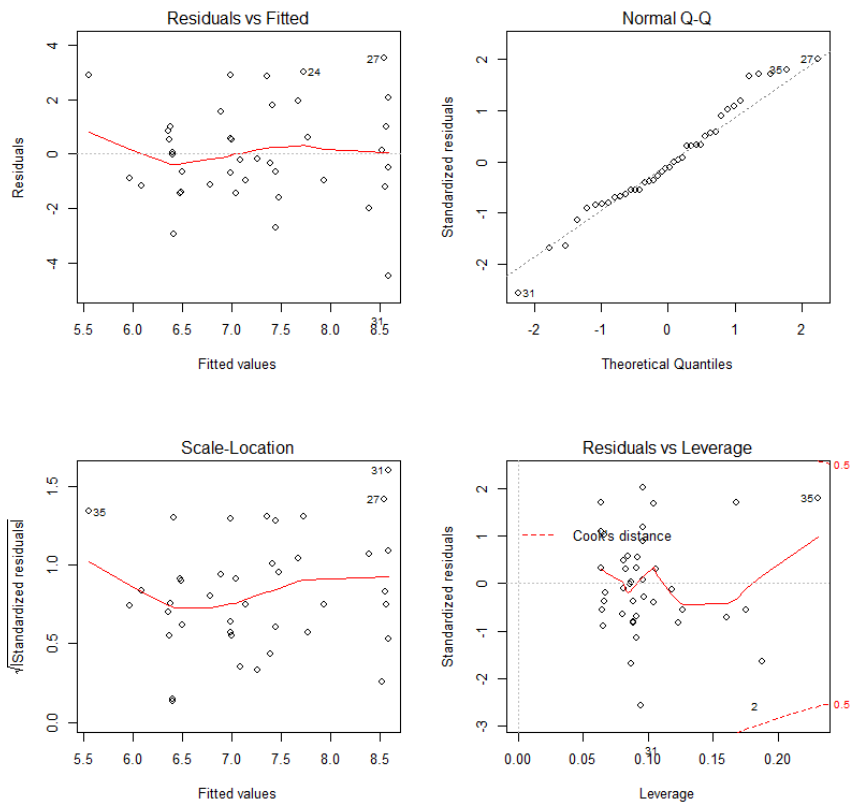 Residuals vs Fitted
Residuals
4
2
0
-2
-4
27
24
31
5.5 6.0 6.5 7.0 7.5 8.0 8.5
Fitted values
Normal Q-Q
Standardized residuals
2
1
0
-1
-2
35
27
31
-2 -1 0 1 2
Theoretical Quantiles
Scale-Location
√|Standardized residuals|
1.5
1.0
0.5
0.0
35
31
27
5.5 6.0 6.5 7.0 7.5 8.0 8.5
Fitted values
Residuals vs Leverage
Standardized residuals
2
1
0
-1
-2
-3
0.5
35
Cook's distance
2
0.5
31
0.00 0.05 0.10 0.15 0.20
Leverage